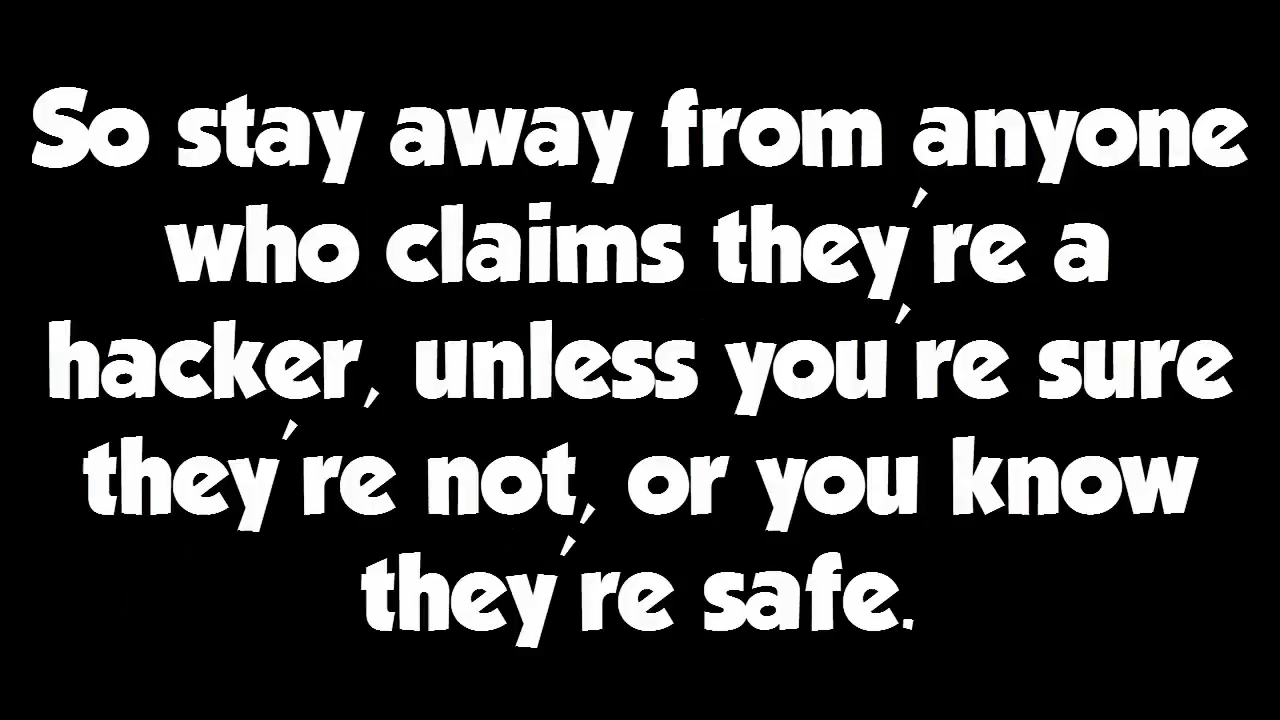 So stay away from anyone
who claims they're a
hacker, unless you're sure
they're not, or you know
they're safe.